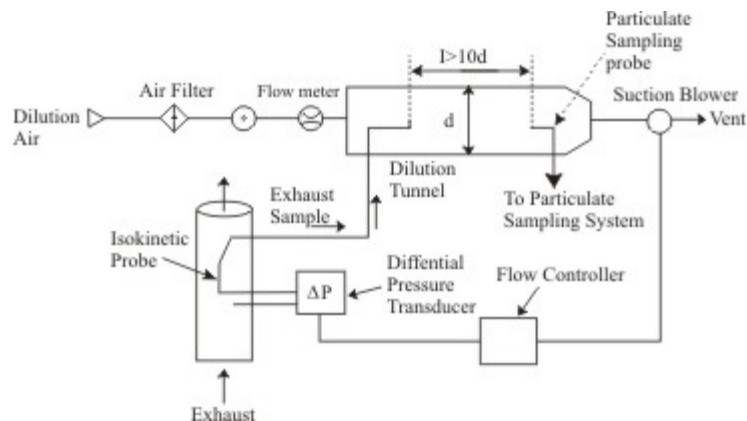 Particulate
Sampling
probe
I>10d
Air Filter
Flow meter
Suction Blower
Dilution
Air
d
Vent
Dilution
Tunnel
To Particulate
Sampling System
Exhaust
Sample
Isokinetic
Probe
ΔP
Diffential
Pressure
Transducer
Flow Controller
Exhaust